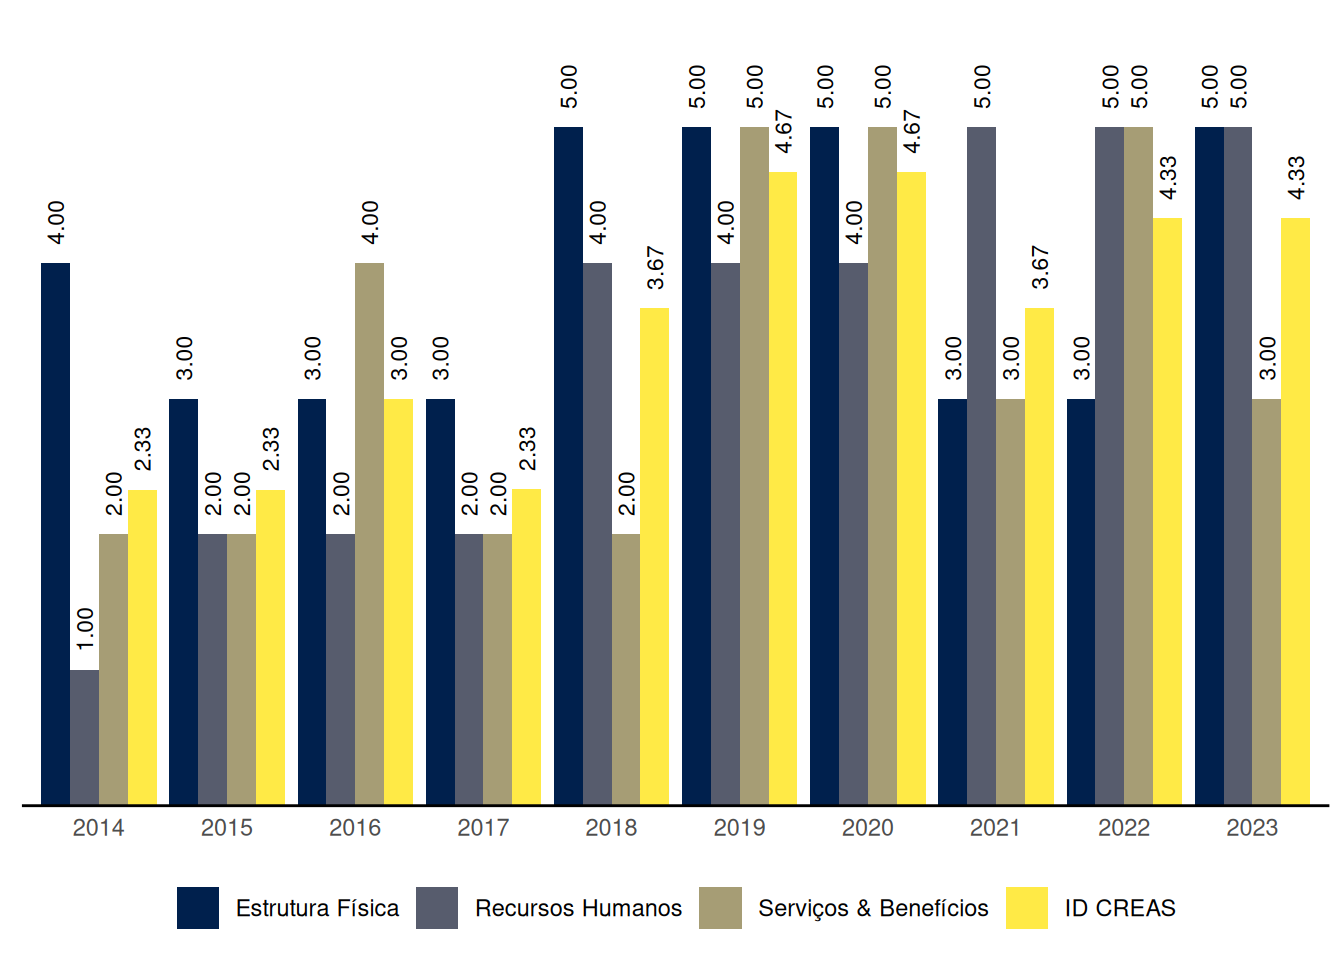 4.00 1.00 2.00 2.33
3.00 2.00 2.00 2.33
3.00 2.00 4.00 3.00
3.00 2.00 2.00 2.33
5.00 4.00 2.00 3.67
5.00 4.00 5.00 4.67
5.00 4.00 5.00 4.67
3.00 5.00 3.00 3.67
3.00 5.00 5.00 4.33
5.00 5.00 3.00 4.33
2014 2015 2016 2017 2018 2019 2020 2021 2022 2023
Estrutura Física Recursos Humanos Serviços & Benefícios ID CREAS